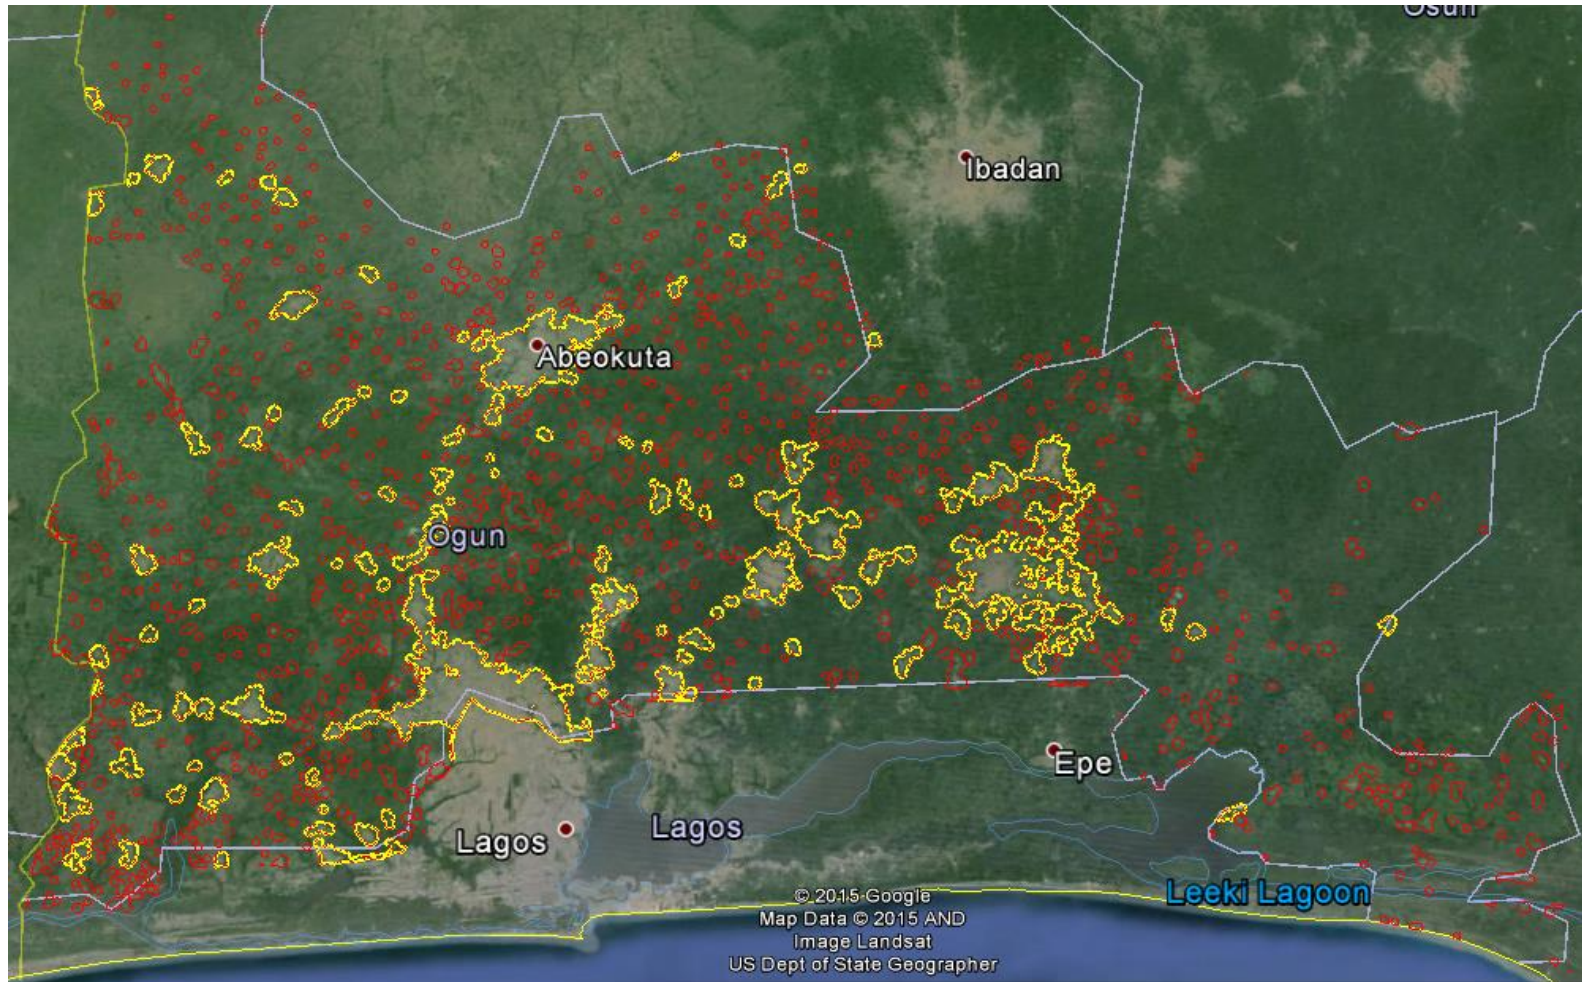 Osun
Ibadan
Abeokuta
Ogun
Epe
Lagos
Lagos
Leeki Lagoon
© 2015 Google
Map Data © 2015 AND
Image Landsat
US Dept of State Geographer